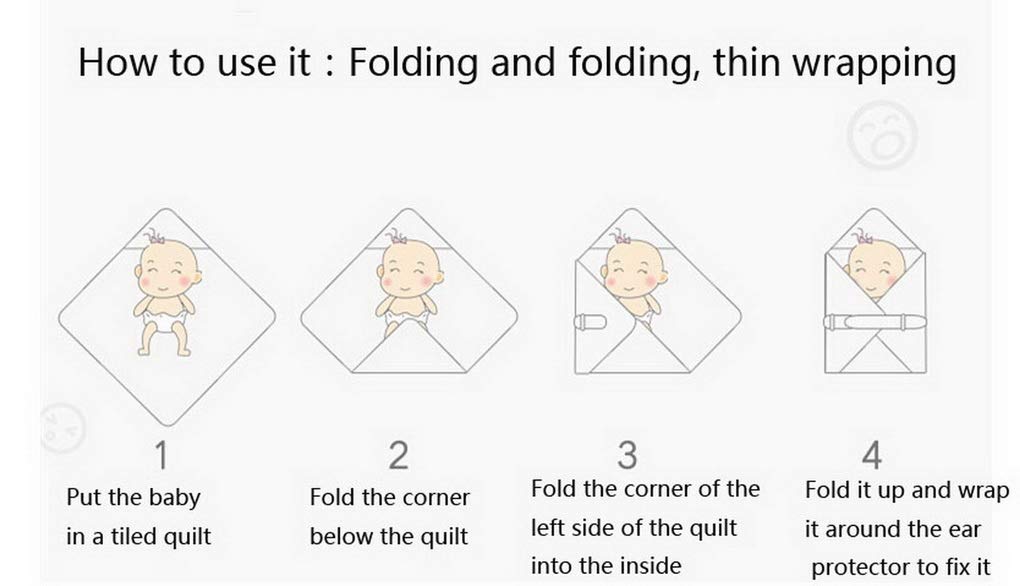 How to use it : Folding and folding, thin wrapping
1
Put the baby
in a tiled quilt
2
Fold the corner
below the quilt
3
Fold the corner of the
left side of the quilt
into the inside
4
Fold it up and wrap
it around the ear
protector to fix it